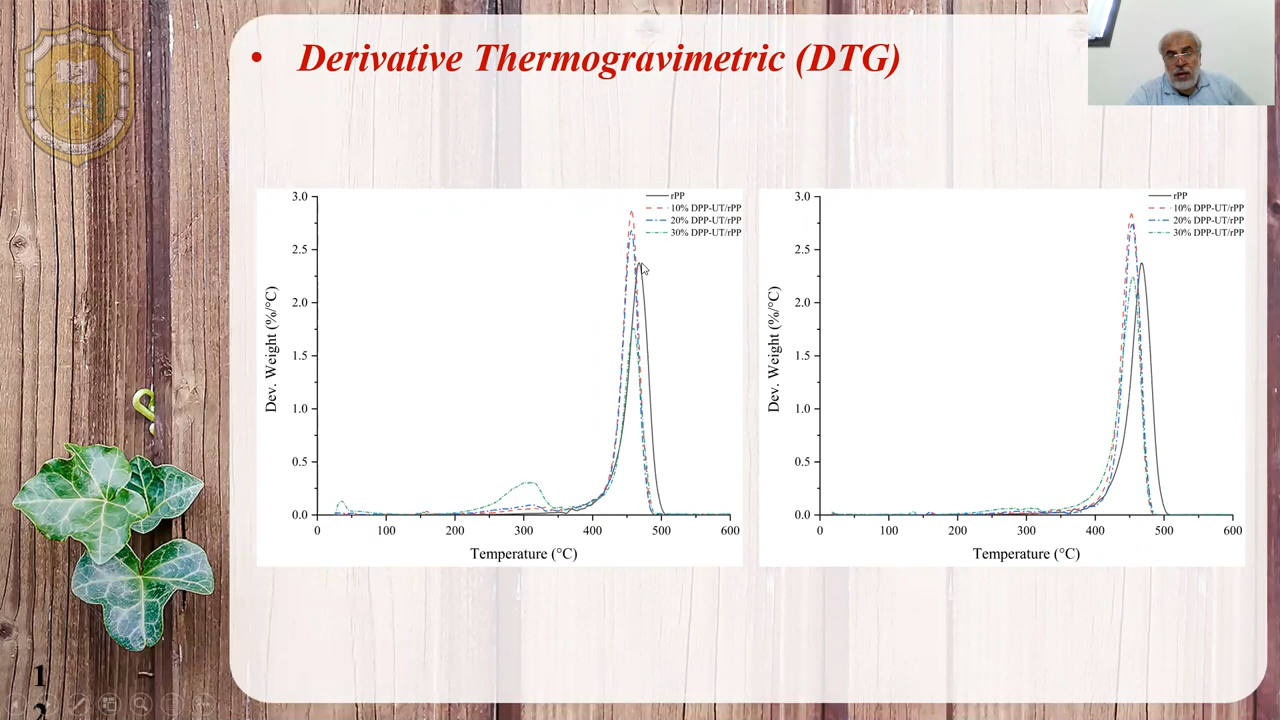 • Derivative Thermogravimetric (DTG)
rPP
10% DPP-UT/rPP
20% DPP-UT/rPP
30% DPP-UT/rPP
3.0
2.5
2.0
1.5
1.0
0.5
0.0
Dev. Weight (%/°C)
0 100 200 300 400 500 600
Temperature (°C)
rPP
10% DPP-UT/rPP
20% DPP-UT/rPP
30% DPP-UT/rPP
3.0
2.5
2.0
1.5
1.0
0.5
0.0
Dev. Weight (%/°C)
0 100 200 300 400 500 600
Temperature (°C)
1
2